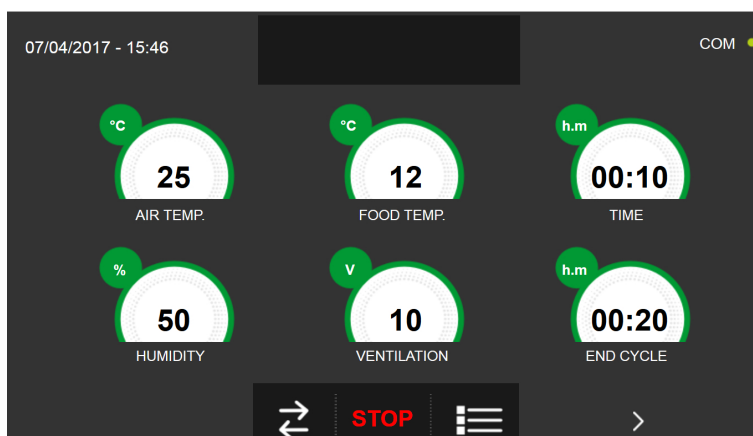 07/04/2017 - 15:46
COM
°C
25
AIR TEMP.
°C
12
FOOD TEMP.
h.m
00:10
TIME
%
50
HUMIDITY
V
10
VENTILATION
h.m
00:20
END CYCLE
STOP